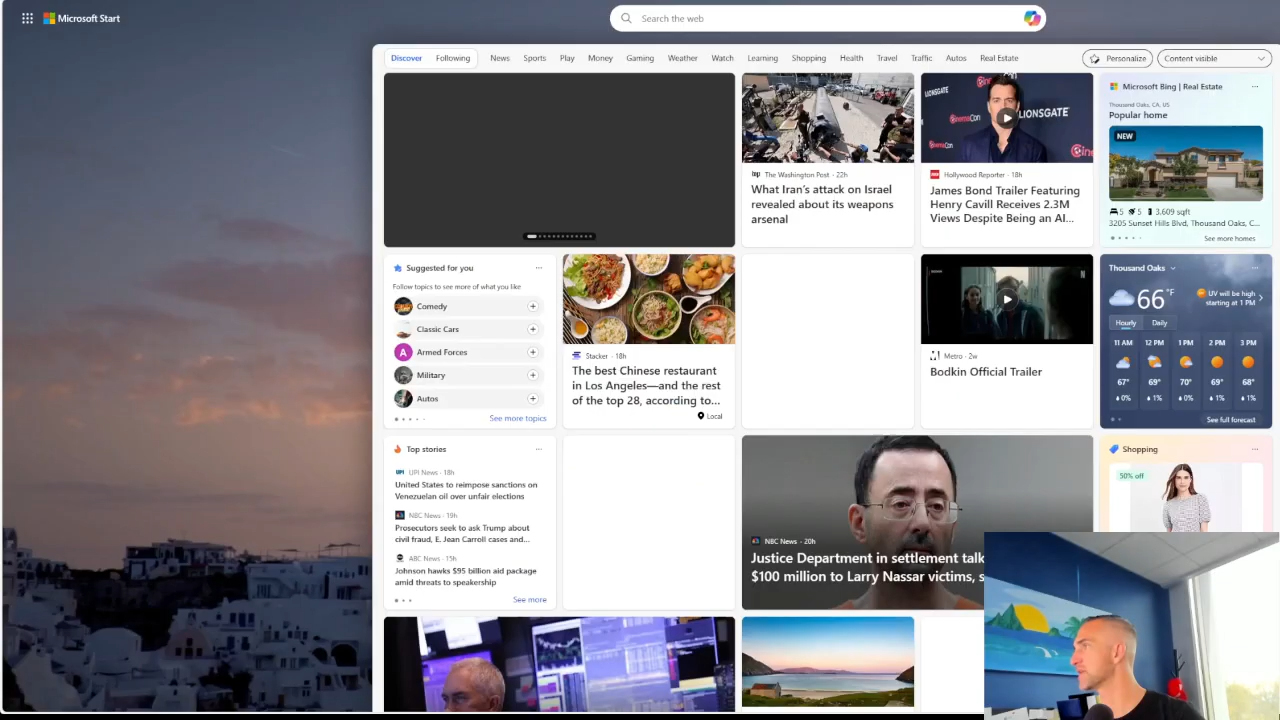 Microsoft Start
Search the web
Discover
Following
News
Sports
Play
Money
Gaming
Weather
Watch
Learning
Shopping
Health
Travel
Traffic
Autos
Real Estate
Personalize
Content visible
LIONSGATE
The Washington Post · 22h
What Iran's attack on Israel
revealed about its weapons
arsenal
Hollywood Reporter · 18h
James Bond Trailer Featuring
Henry Cavill Receives 2.3M
Views Despite Being an AI...
Microsoft Bing | Real Estate
Thousand Oaks, CA, US
Popular home
NEW
5 5 3,609 sqft
3205 Sunset Hills Blvd, Thousand Oaks, C...
See more homes
Suggested for you
Follow topics to see more of what you like
Comedy
Classic Cars
A Armed Forces
Military
Autos
See more topics
Stacker · 18h
The best Chinese restaurant
in Los Angeles—and the rest
of the top 28, according to...
Local
N
Metro · 2w
Bodkin Official Trailer
Thousand Oaks
66 °F
UV will be high
starting at 1 PM
Hourly Daily
11 AM 12 PM 1 PM 2 PM 3 PM
67° 69° 70° 69° 68°
0% 1% 0% 1% 1%
See full forecast
Top stories
UPI News · 18h
United States to reimpose sanctions on
Venezuelan oil over unfair elections
NBC News · 19h
Prosecutors seek to ask Trump about
civil fraud, E. Jean Carroll cases and...
ABC News · 15h
Johnson hawks $95 billion aid package
amid threats to speakership
See more
NBC News · 20h
Justice Department in settlement talk
$100 million to Larry Nassar victims, s
Shopping
50% off